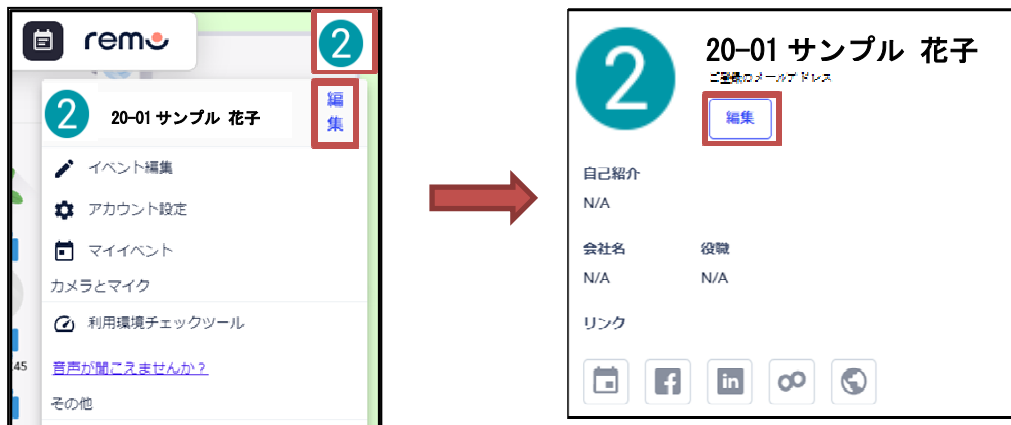 remo
2
2
20-01 サンプル 花子
編集
イベント編集
アカウント設定
マイイベント
カメラとマイク
利用環境チェックツール
45
音声が聞こえませんか？
その他
2
20-01 サンプル 花子
ご登録のメールアドレス
編集
自己紹介
N/A
会社名 役職
N/A N/A
リンク
in